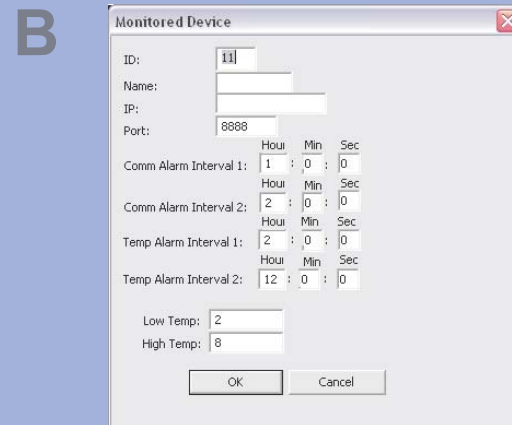 B
Monitored Device
ID: 11
Name:
IP:
Port: 8888
Hour Min Sec
Comm Alarm Interval 1: 1 : 0 : 0
Hour Min Sec
Comm Alarm Interval 2: 2 : 0 : 0
Hour Min Sec
Temp Alarm Interval 1: 2 : 0 : 0
Hour Min Sec
Temp Alarm Interval 2: 12 : 0 : 0
Low Temp: 2
High Temp: 8
OK Cancel